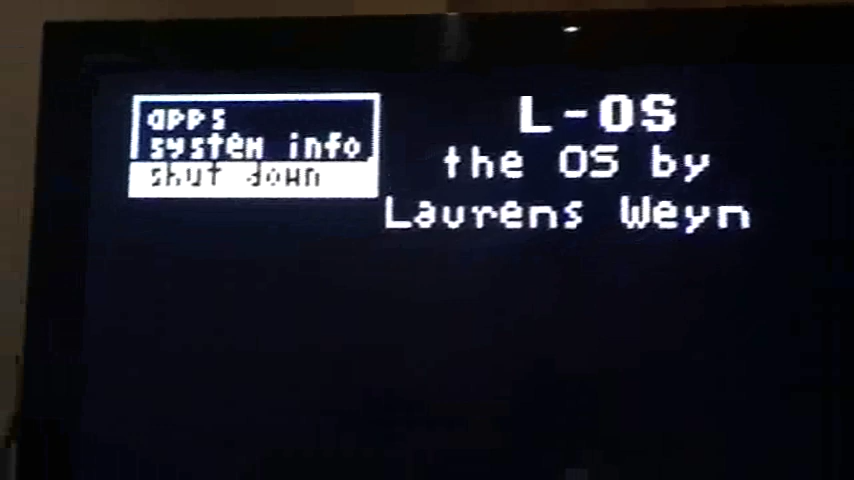 apps
system info
shut down
L-OS
the OS by
Laurens Weyn